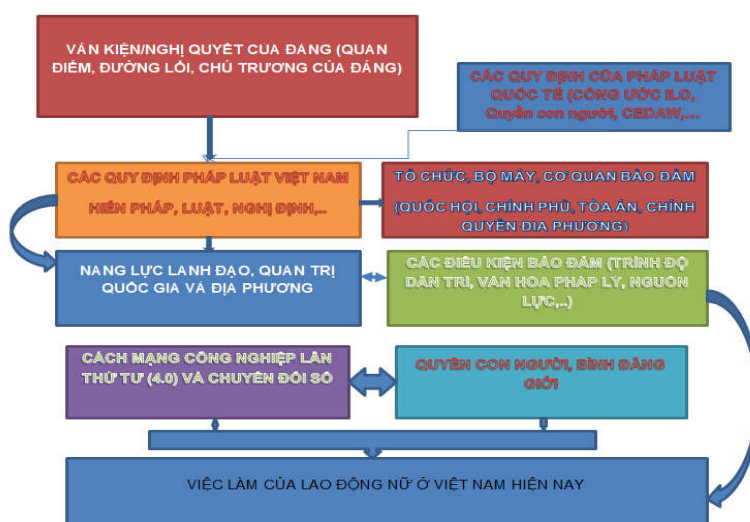 VĂN KIỆN/NGHỊ QUYẾT CỦA ĐẢNG (QUAN
ĐIỂM, ĐƯỜNG LỐI, CHỦ TRƯƠNG CỦA ĐẢNG)
CÁC QUY ĐỊNH CỦA PHÁP LUẬT
QUỐC TẾ (CÔNG ƯỚC ILO,
Quyền con người, CEDAW,...
CÁC QUY ĐỊNH PHÁP LUẬT VIỆT NAM
HIẾN PHÁP, LUẬT, NGHỊ ĐỊNH,..
TỔ CHỨC, BỘ MÁY, CƠ QUAN BẢO ĐẢM
(QUỐC HỘI, CHÍNH PHỦ, TÒA ÁN, CHÍNH
QUYỀN ĐỊA PHƯƠNG)
NĂNG LỰC LÃNH ĐẠO, QUẢN TRỊ
QUỐC GIA VÀ ĐỊA PHƯƠNG
CÁC ĐIỀU KIỆN BẢO ĐẢM (TRÌNH ĐỘ
DÂN TRÍ, VĂN HÓA PHÁP LÝ, NGUỒN
LỰC,..)
CÁCH MẠNG CÔNG NGHIỆP LẦN
THỨ TƯ (4.0) VÀ CHUYỂN ĐỔI SỐ
QUYỀN CON NGƯỜI, BÌNH ĐẲNG
GIỚI
VIỆC LÀM CỦA LAO ĐỘNG NỮ Ở VIỆT NAM HIỆN NAY